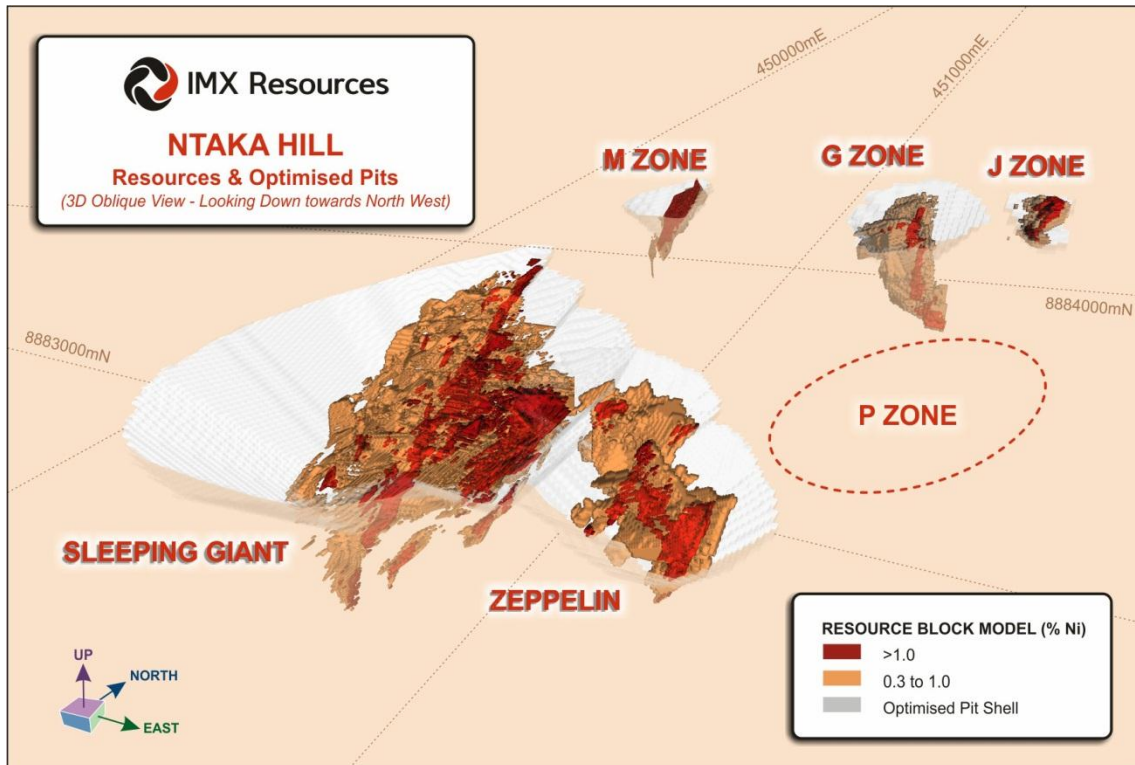 IMX Resources
NTAKA HILL
Resources & Optimised Pits
(3D Oblique View - Looking Down towards North West)
450000mE
451000mE
M ZONE
G ZONE
J ZONE
8883000mN
8884000mN
P ZONE
SLEEPING GIANT
ZEPPELIN
UP
NORTH
EAST
RESOURCE BLOCK MODEL (% Ni)
>1.0
0.3 to 1.0
Optimised Pit Shell